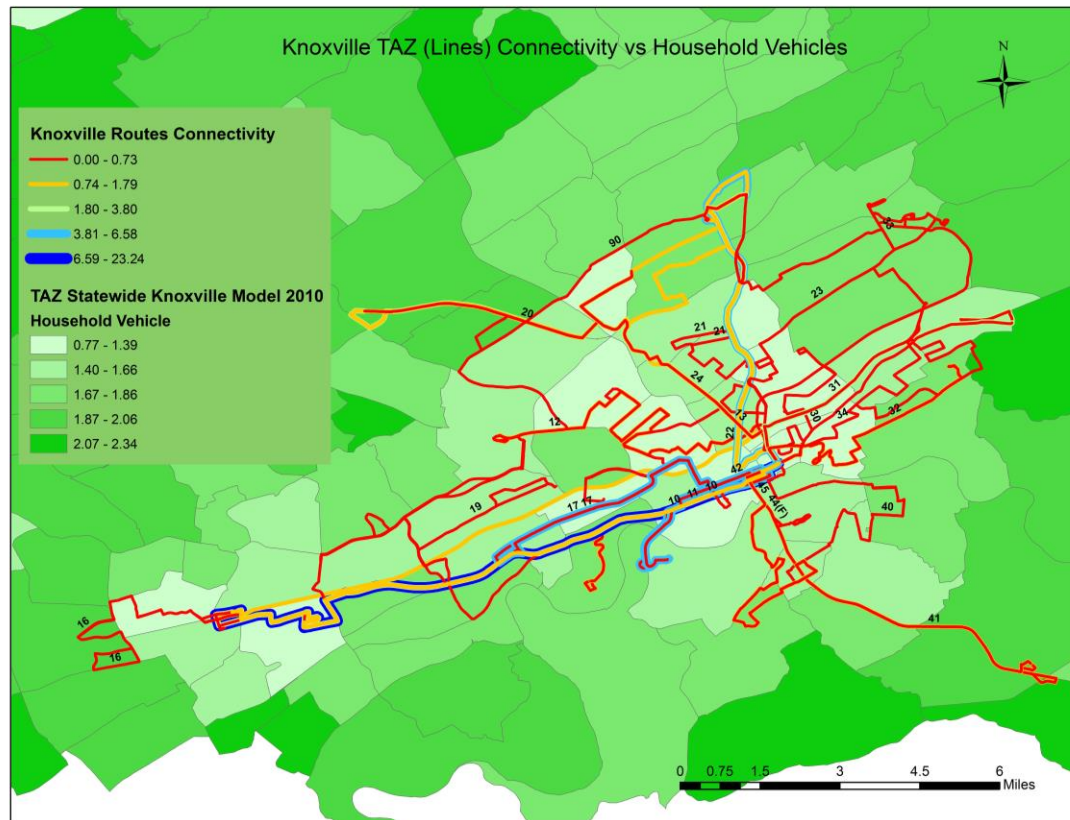 Knoxville TAZ (Lines) Connectivity vs Household Vehicles
N
Knoxville Routes Connectivity
0.00 - 0.73
0.74 - 1.79
1.80 - 3.80
3.81 - 6.58
6.59 - 23.24
TAZ Statewide Knoxville Model 2010
Household Vehicle
0.77 - 1.39
1.40 - 1.66
1.67 - 1.86
1.87 - 2.06
2.07 - 2.34
90
20
23
21
21
24
31
30
34
32
13
12
22
42
10
11
10
45
44(F)
40
17
17
19
41
16
16
0 0.75 1.5 3 4.5 6
Miles